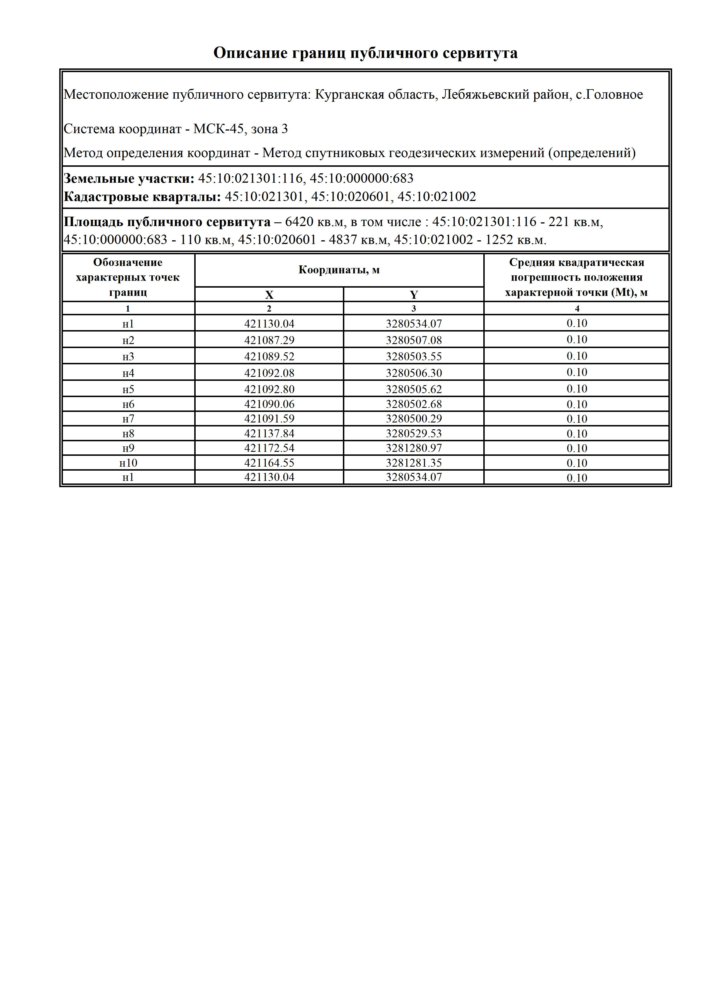 Описание границ публичного сервитута
Местоположение публичного сервитута: Курганская область, Лебяжьевский район, с.Головное
Система координат - МСК-45, зона 3
Метод определения координат - Метод спутниковых геодезических измерений (определений)
Земельные участки: 45:10:021301:116, 45:10:000000:683
Кадастровые кварталы: 45:10:021301, 45:10:020601, 45:10:021002
Площадь публичного сервитута – 6420 кв.м, в том числе : 45:10:021301:116 - 221 кв.м,
45:10:000000:683 - 110 кв.м, 45:10:020601 - 4837 кв.м, 45:10:021002 - 1252 кв.м.
Обозначение
характерных точек
границ
Координаты, м
X Y
Средняя квадратическая
погрешность положения
характерной точки (Mt), м
1 2 3 4
н1 421130.04 3280534.07 0.10
н2 421087.29 3280507.08 0.10
н3 421089.52 3280503.55 0.10
н4 421092.08 3280506.30 0.10
н5 421092.80 3280505.62 0.10
н6 421090.06 3280502.68 0.10
н7 421091.59 3280500.29 0.10
н8 421137.84 3280529.53 0.10
н9 421172.54 3281280.97 0.10
н10 421164.55 3281281.35 0.10
н1 421130.04 3280534.07 0.10